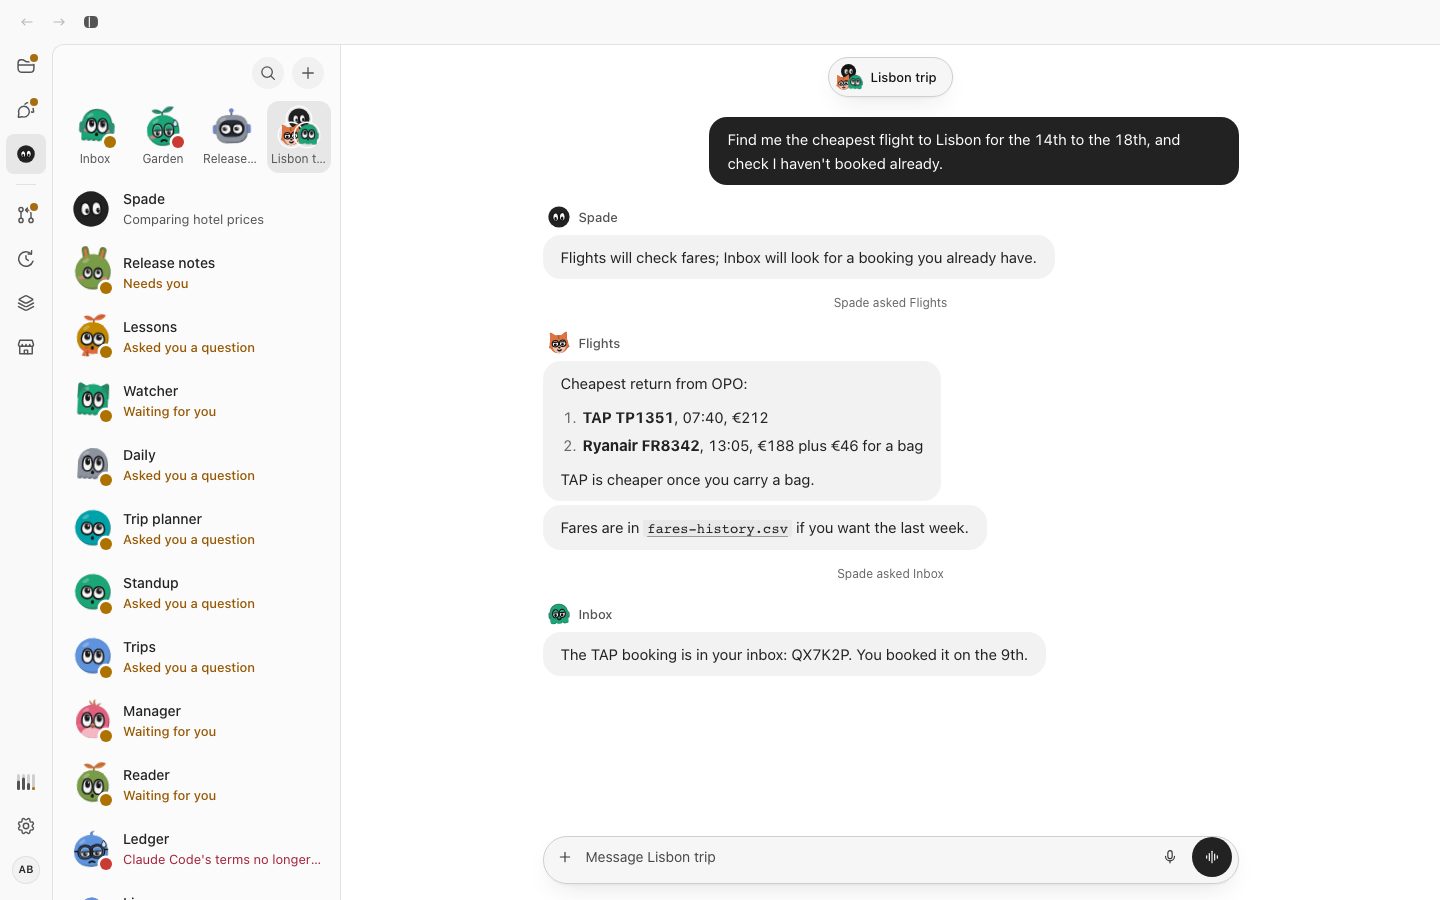 Inbox
Garden
Release...
Lisbon t...
Spade
Comparing hotel prices
Release notes
Needs you
Lessons
Asked you a question
Watcher
Waiting for you
Daily
Asked you a question
Trip planner
Asked you a question
Standup
Asked you a question
Trips
Asked you a question
Manager
Waiting for you
Reader
Waiting for you
Ledger
Claude Code's terms no longer...
AB
Lisbon trip
Find me the cheapest flight to Lisbon for the 14th to the 18th, and
check I haven't booked already.
Spade
Flights will check fares; Inbox will look for a booking you already have.
Spade asked Flights
Flights
Cheapest return from OPO:
1. TAP TP1351, 07:40, €212
2. Ryanair FR8342, 13:05, €188 plus €46 for a bag
TAP is cheaper once you carry a bag.
Fares are in fares-history.csv if you want the last week.
Spade asked Inbox
Inbox
The TAP booking is in your inbox: QX7K2P. You booked it on the 9th.
Message Lisbon trip